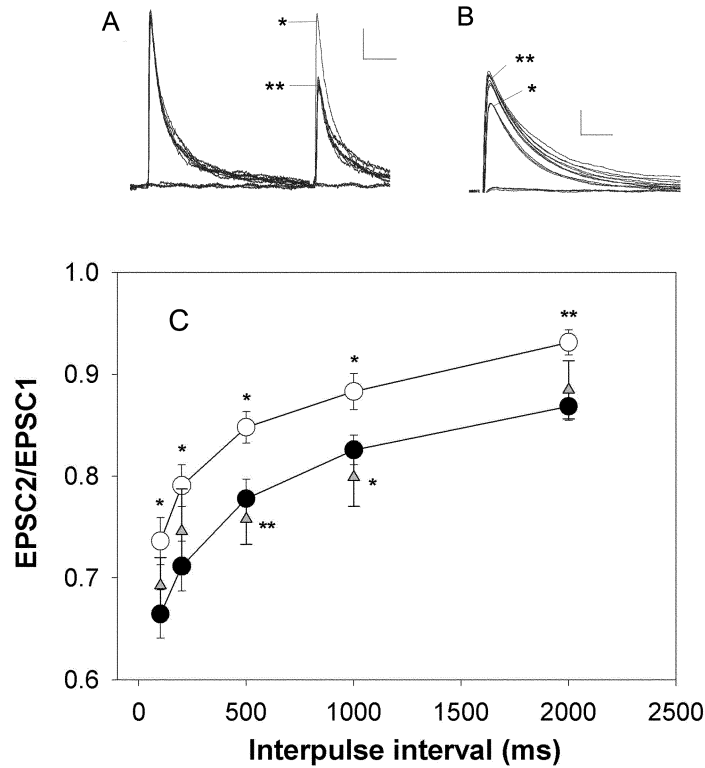 A
B
*
**
**
*
C
*
*
*
*
**
**
*
1.0
0.9
0.8
0.7
0.6
EPSC2/EPSC1
0 500 1000 1500 2000 2500
Interpulse interval (ms)